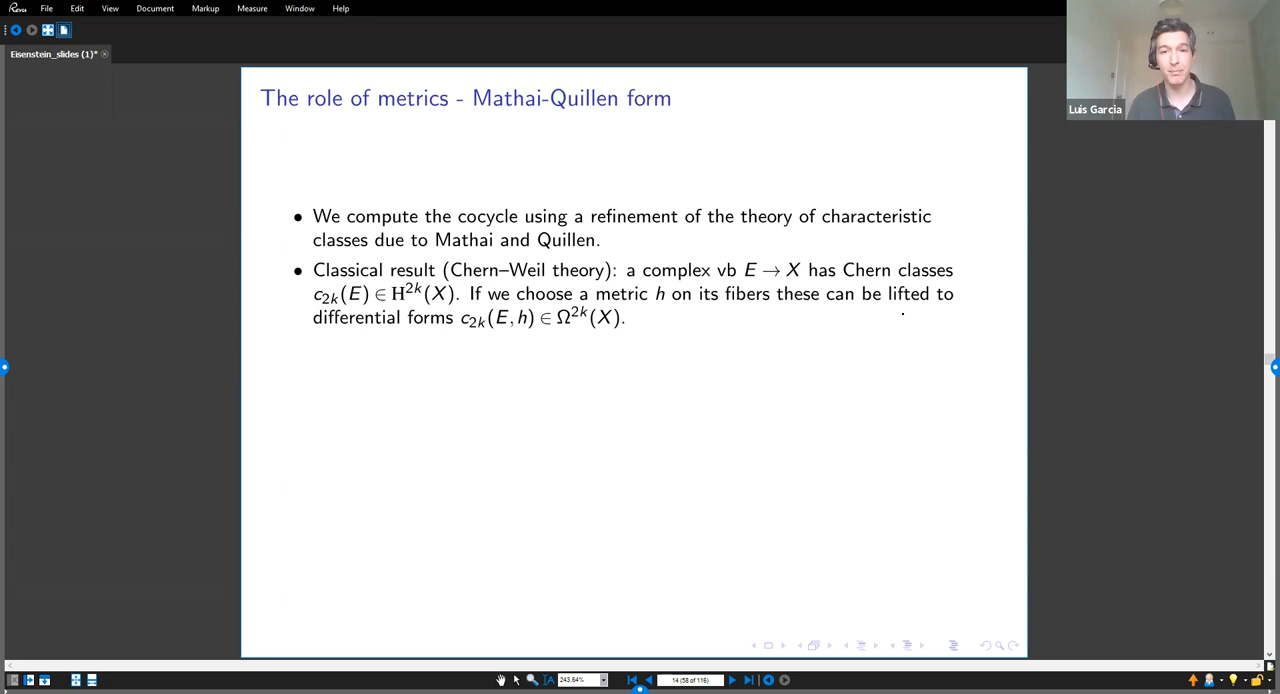 Revu File Edit View Document Markup Measure Window Help
Eisenstein_slides (1)*
Luis Garcia
The role of metrics - Mathai-Quillen form
• We compute the cocycle using a refinement of the theory of characteristic
classes due to Mathai and Quillen.
• Classical result (Chern–Weil theory): a complex vb E → X has Chern classes
c₂ₖ(E) ∈ H²ᵏ(X). If we choose a metric h on its fibers these can be lifted to
differential forms c₂ₖ(E, h) ∈ Ω²ᵏ(X).
243.64% 14 (58 of 116)